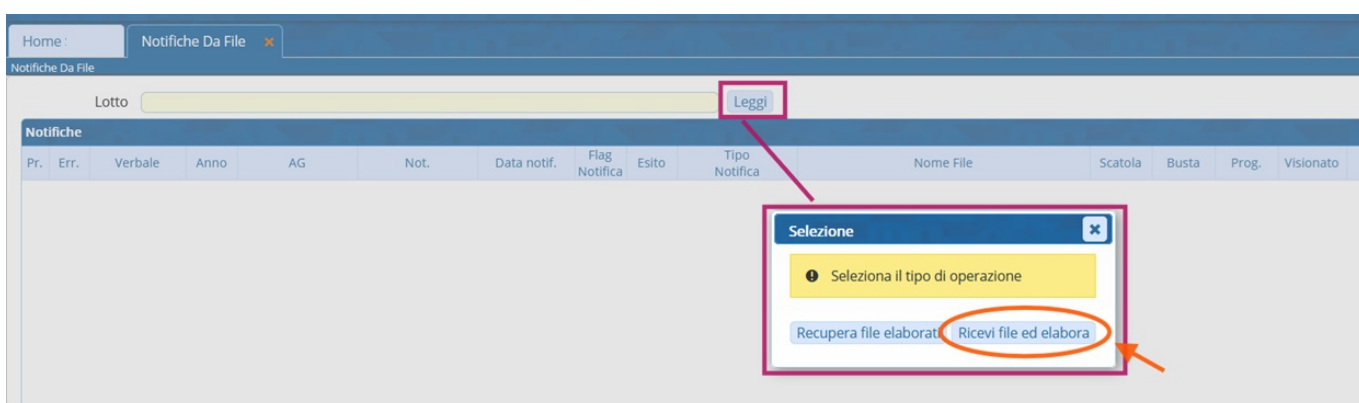 Home :
Notifiche Da File
Notifiche Da File
Lotto
Leggi
Notifiche
Pr. Err. Verbale Anno AG Not. Data notif. Flag Notifica Esito Tipo Notifica Nome File Scatola Busta Prog. Visionato
Selezione
Seleziona il tipo di operazione
Recupera file elaborati Ricevi file ed elabora